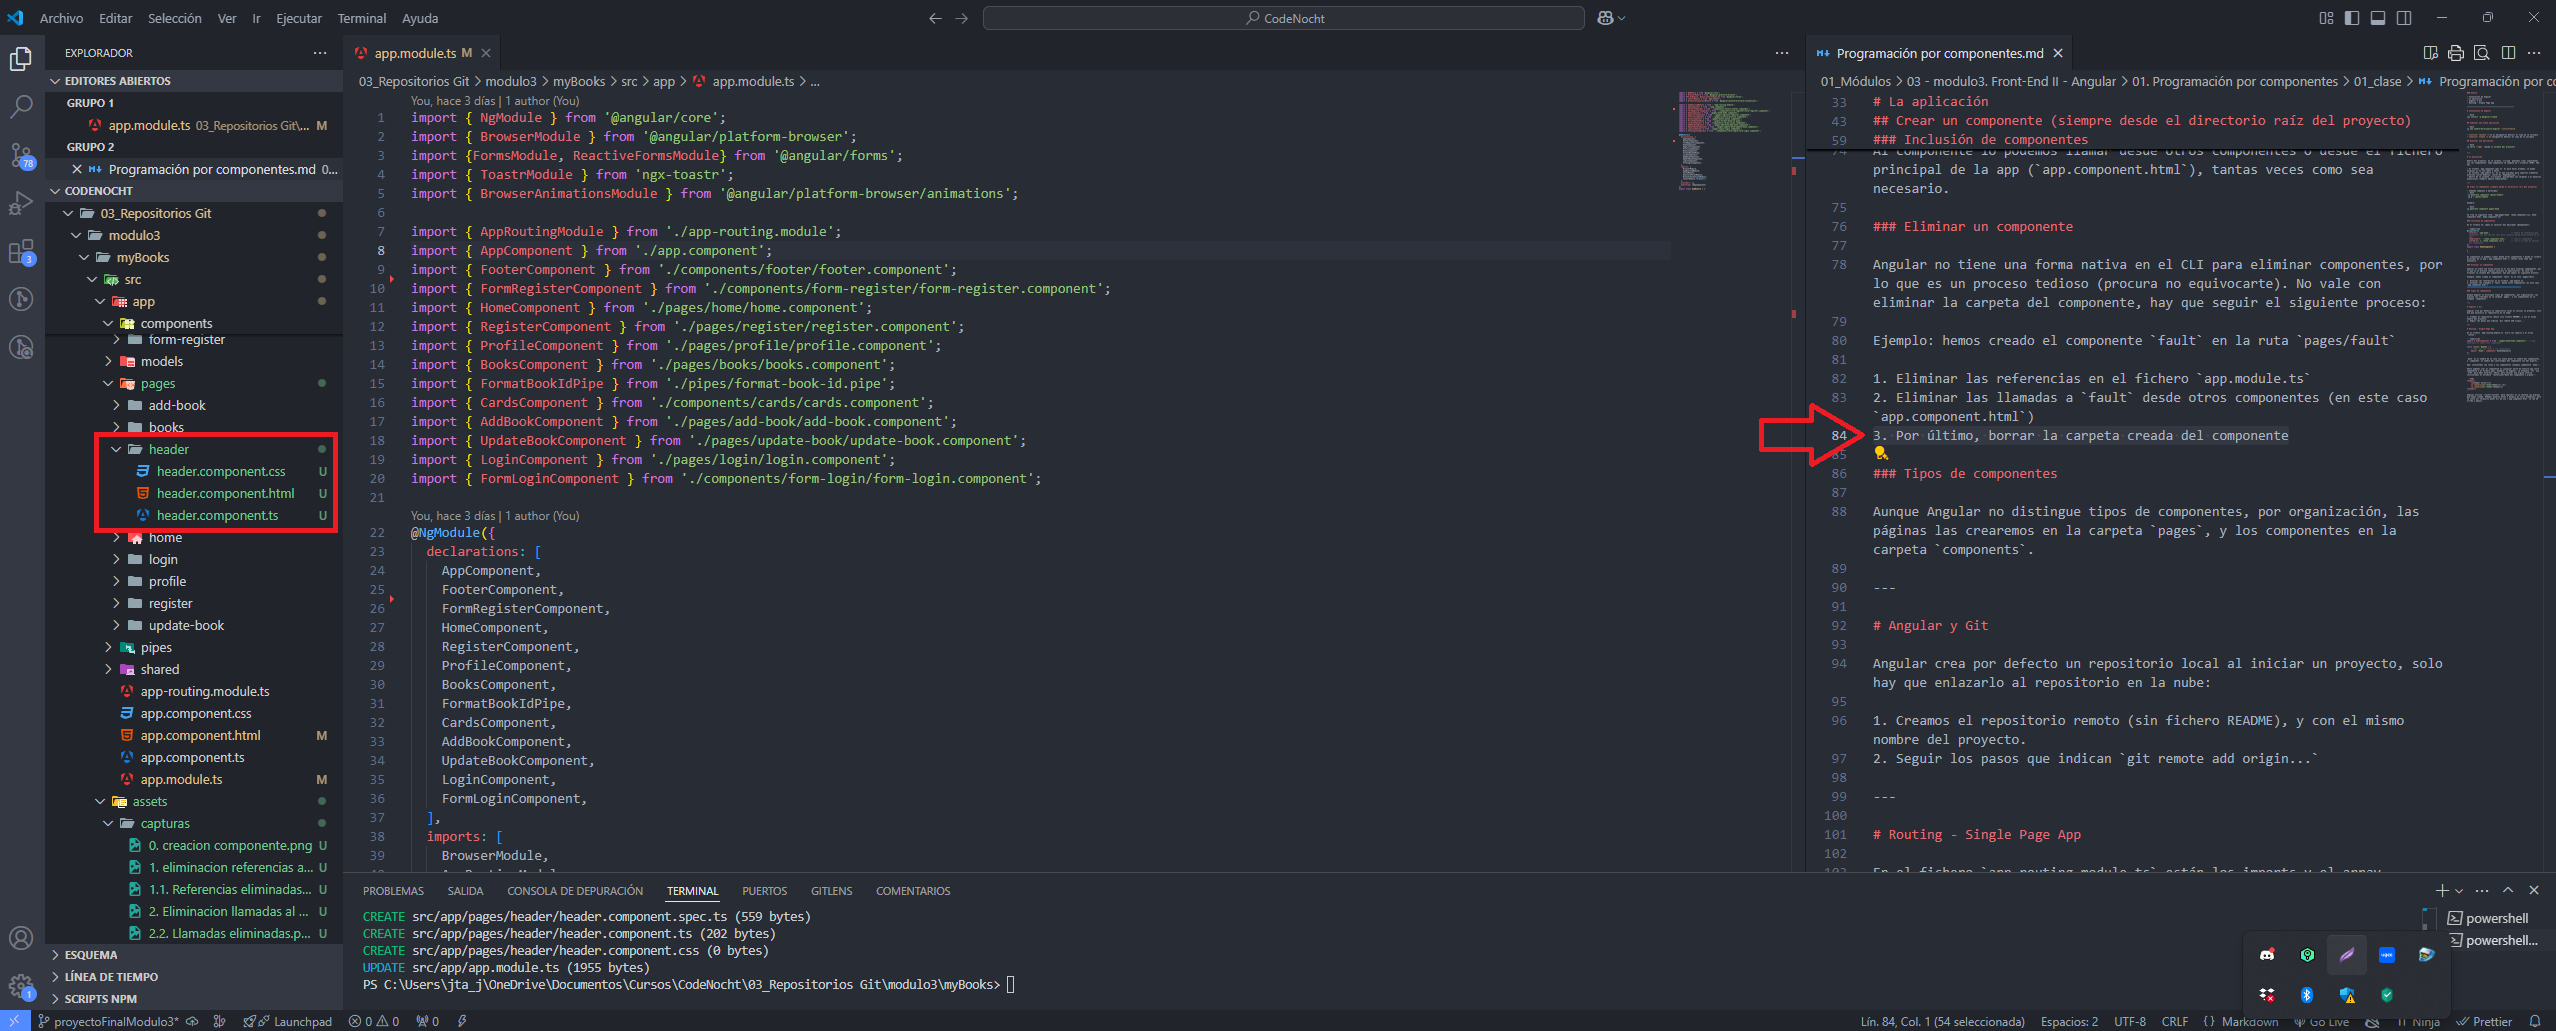 Archivo Editar Selección Ver Ir Ejecutar Terminal Ayuda
CodeNocht
EXPLORADOR
EDITORES ABIERTOS
GRUPO 1
app.module.ts 03_Repositorios Git\... M
GRUPO 2
Programación por componentes.md 0...
CODENOCHT
03_Repositorios Git
modulo3
myBooks
src
app
components
form-register
models
pages
add-book
books
header
header.component.css U
header.component.html U
header.component.ts U
home
login
profile
register
update-book
pipes
shared
app-routing.module.ts
app.component.css
app.component.html M
app.component.ts
app.module.ts M
assets
capturas
0. creacion componente.png U
1. eliminacion referencias a... U
1.1. Referencias eliminadas... U
2. Eliminacion llamadas al ... U
2.2. Llamadas eliminadas.p... U
ESQUEMA
LÍNEA DE TIEMPO
SCRIPTS NPM
78
3
1
app.module.ts M
03_Repositorios Git > modulo3 > myBooks > src > app > app.module.ts > ...
You, hace 3 días | 1 author (You)
1 import { NgModule } from '@angular/core';
2 import { BrowserModule } from '@angular/platform-browser';
3 import {FormsModule, ReactiveFormsModule} from '@angular/forms';
4 import { ToastrModule } from 'ngx-toastr';
5 import { BrowserAnimationsModule } from '@angular/platform-browser/animations';
6
7 import { AppRoutingModule } from './app-routing.module';
8 import { AppComponent } from './app.component';
9 import { FooterComponent } from './components/footer/footer.component';
10 import { FormRegisterComponent } from './components/form-register/form-register.component';
11 import { HomeComponent } from './pages/home/home.component';
12 import { RegisterComponent } from './pages/register/register.component';
13 import { ProfileComponent } from './pages/profile/profile.component';
14 import { BooksComponent } from './pages/books/books.component';
15 import { FormatBookIdPipe } from './pipes/format-book-id.pipe';
16 import { CardsComponent } from './components/cards/cards.component';
17 import { AddBookComponent } from './pages/add-book/add-book.component';
18 import { UpdateBookComponent } from './pages/update-book/update-book.component';
19 import { LoginComponent } from './pages/login/login.component';
20 import { FormLoginComponent } from './components/form-login/form-login.component';
21
You, hace 3 días | 1 author (You)
22 @NgModule({
23 declarations: [
24 AppComponent,
25 FooterComponent,
26 FormRegisterComponent,
27 HomeComponent,
28 RegisterComponent,
29 ProfileComponent,
30 BooksComponent,
31 FormatBookIdPipe,
32 CardsComponent,
33 AddBookComponent,
34 UpdateBookComponent,
35 LoginComponent,
36 FormLoginComponent,
37 ],
38 imports: [
39 BrowserModule,
Programación por componentes.md
01_Módulos > 03 - modulo3. Front-End II - Angular > 01. Programación por componentes > 01_clase > Programación por co
33 # La aplicación
43 ## Crear un componente (siempre desde el directorio raíz del proyecto)
59 ### Inclusión de componentes
74 Al componente lo podemos llamar desde otros componentes o desde el fichero
principal de la app (`app.component.html`), tantas veces como sea
necesario.
75
76 ### Eliminar un componente
77
78 Angular no tiene una forma nativa en el CLI para eliminar componentes, por
lo que es un proceso tedioso (procura no equivocarte). No vale con
eliminar la carpeta del componente, hay que seguir el siguiente proceso:
79
80 Ejemplo: hemos creado el componente `fault` en la ruta `pages/fault`
81
82 1. Eliminar las referencias en el fichero `app.module.ts`
83 2. Eliminar las llamadas a `fault` desde otros componentes (en este caso
`app.component.html`)
84 3. Por último, borrar la carpeta creada del componente
85
86 ### Tipos de componentes
87
88 Aunque Angular no distingue tipos de componentes, por organización, las
páginas las crearemos en la carpeta `pages`, y los componentes en la
carpeta `components`.
89
90 ---
91
92 # Angular y Git
93
94 Angular crea por defecto un repositorio local al iniciar un proyecto, solo
hay que enlazarlo al repositorio en la nube:
95
96 1. Creamos el repositorio remoto (sin fichero README), y con el mismo
nombre del proyecto.
97 2. Seguir los pasos que indican `git remote add origin...`
98
99 ---
100
101 # Routing - Single Page App
102
103 En el fichero `app-routing.module.ts` están los imports y el array
PROBLEMAS SALIDA CONSOLA DE DEPURACIÓN TERMINAL PUERTOS GITLENS COMENTARIOS
CREATE src/app/pages/header/header.component.spec.ts (559 bytes)
CREATE src/app/pages/header/header.component.ts (202 bytes)
CREATE src/app/pages/header/header.component.css (0 bytes)
UPDATE src/app/app.module.ts (1955 bytes)
PS C:\Users\jta_j\OneDrive\Documentos\Cursos\CodeNocht\03_Repositorios Git\modulo3\myBooks>
powershell
powershell...
proyectoFinalModulo3* Launchpad 0 0 0
Lín. 84, Col. 1 (54 seleccionada) Espacios: 2 UTF-8 CRLF {} Markdown Go Live Ninja Prettier